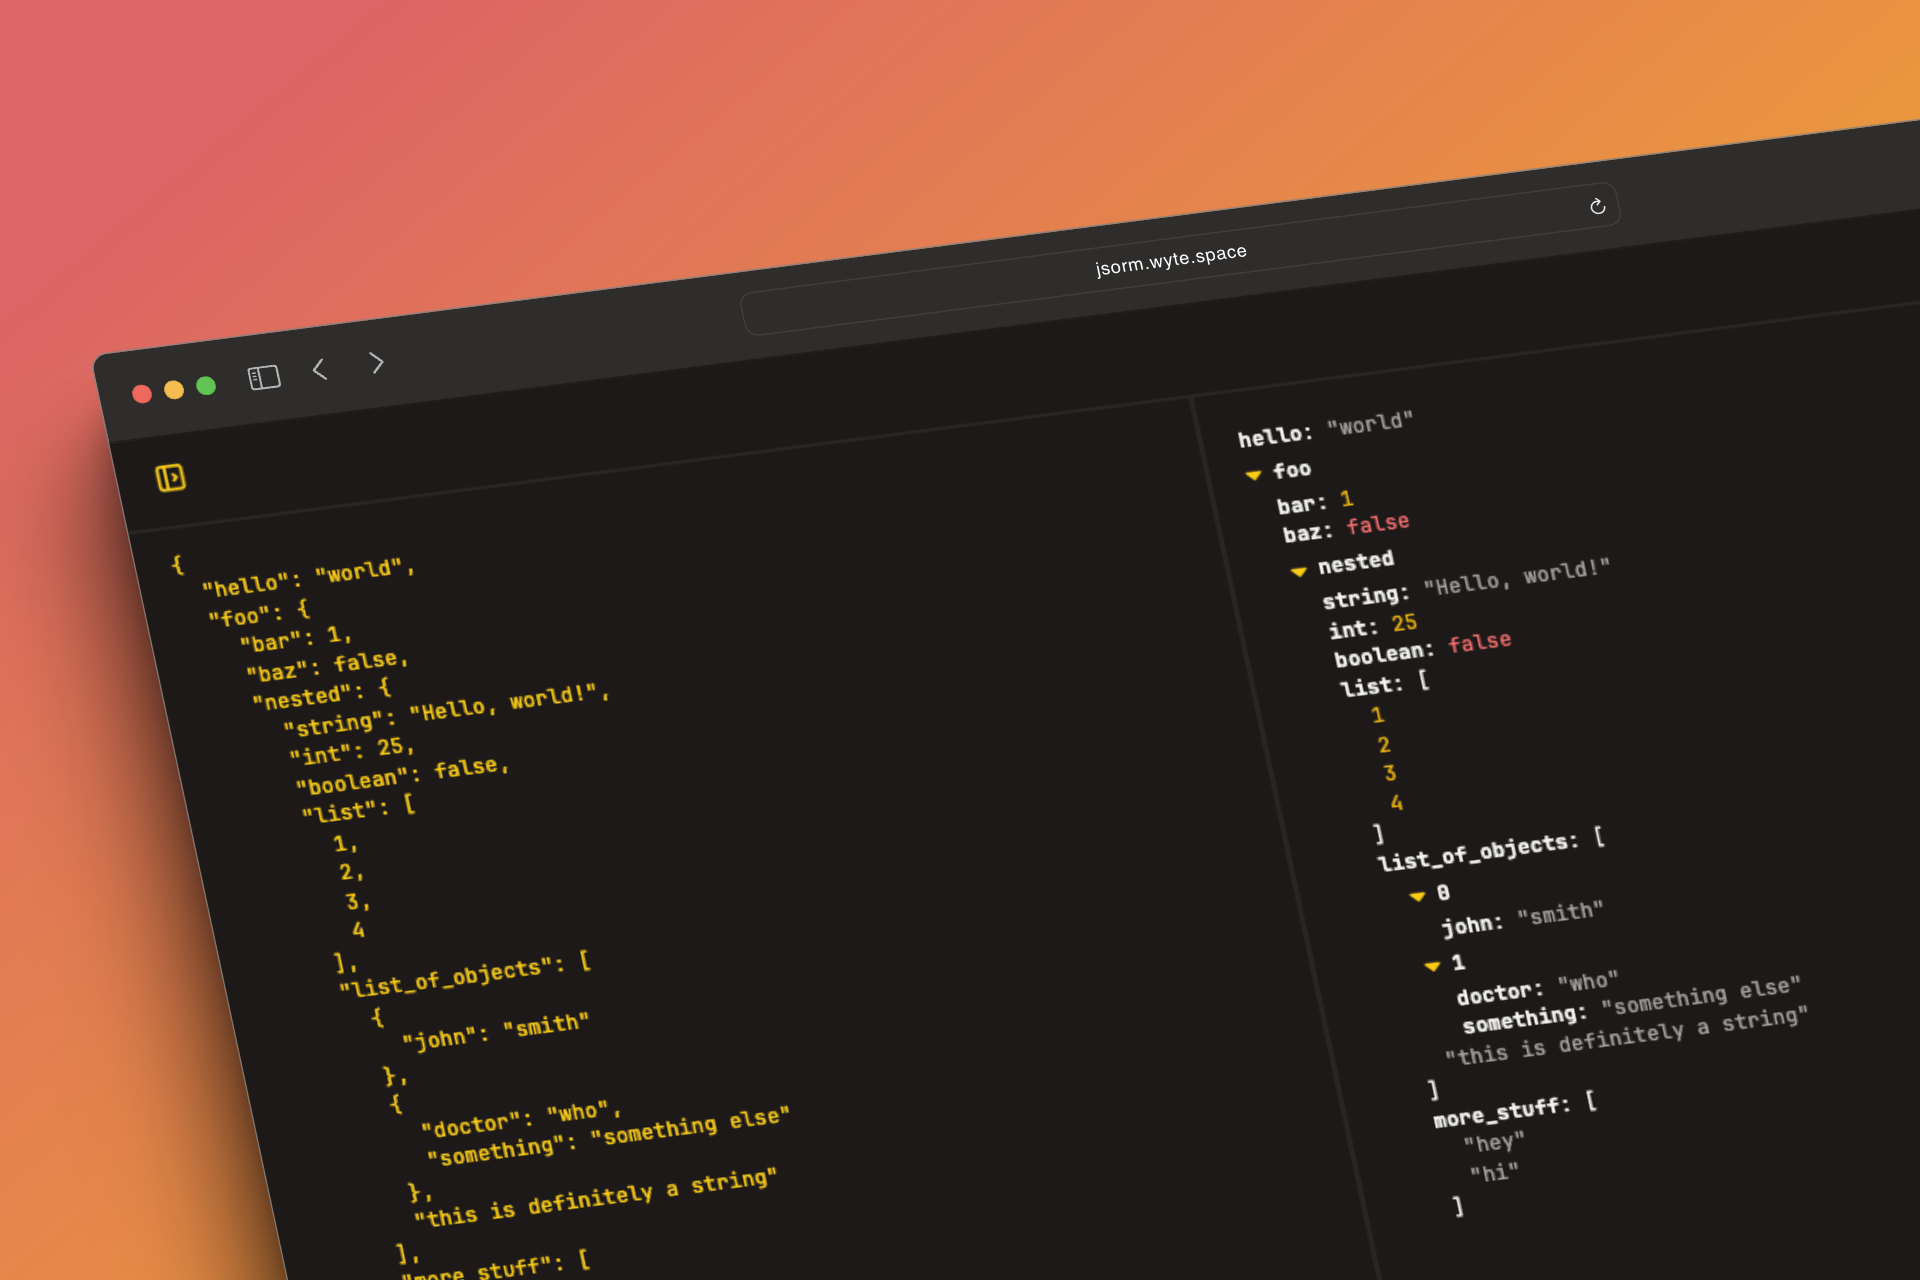 jsorm.wyte.space
{
"hello": "world",
"foo": {
"bar": 1,
"baz": false,
"nested": {
"string": "Hello, world!",
"int": 25,
"boolean": false,
"list": [
1,
2,
3,
4
],
"list_of_objects": [
{
"john": "smith"
},
{
"doctor": "who",
"something": "something else"
},
"this is definitely a string"
],
"more_stuff": [
hello: "world"
foo
bar: 1
baz: false
nested
string: "Hello, world!"
int: 25
boolean: false
list: [
1
2
3
4
]
list_of_objects: [
0
john: "smith"
1
doctor: "who"
something: "something else"
"this is definitely a string"
]
more_stuff: [
"hey"
"hi"
]